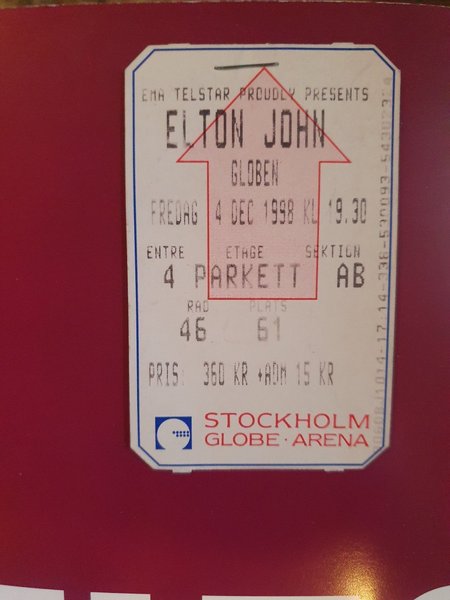 EMA TELSTAR PROUDLY PRESENTS
ELTON JOHN
GLOBEN
FREDAG 4 DEC 1998 KL 19.30
ENTRE ETAGE SEKTION
4 PARKETT AB
RAD PLATS
46 61
PRIS: 360 KR +ADM 15 KR
STOCKHOLM
GLOBE·ARENA